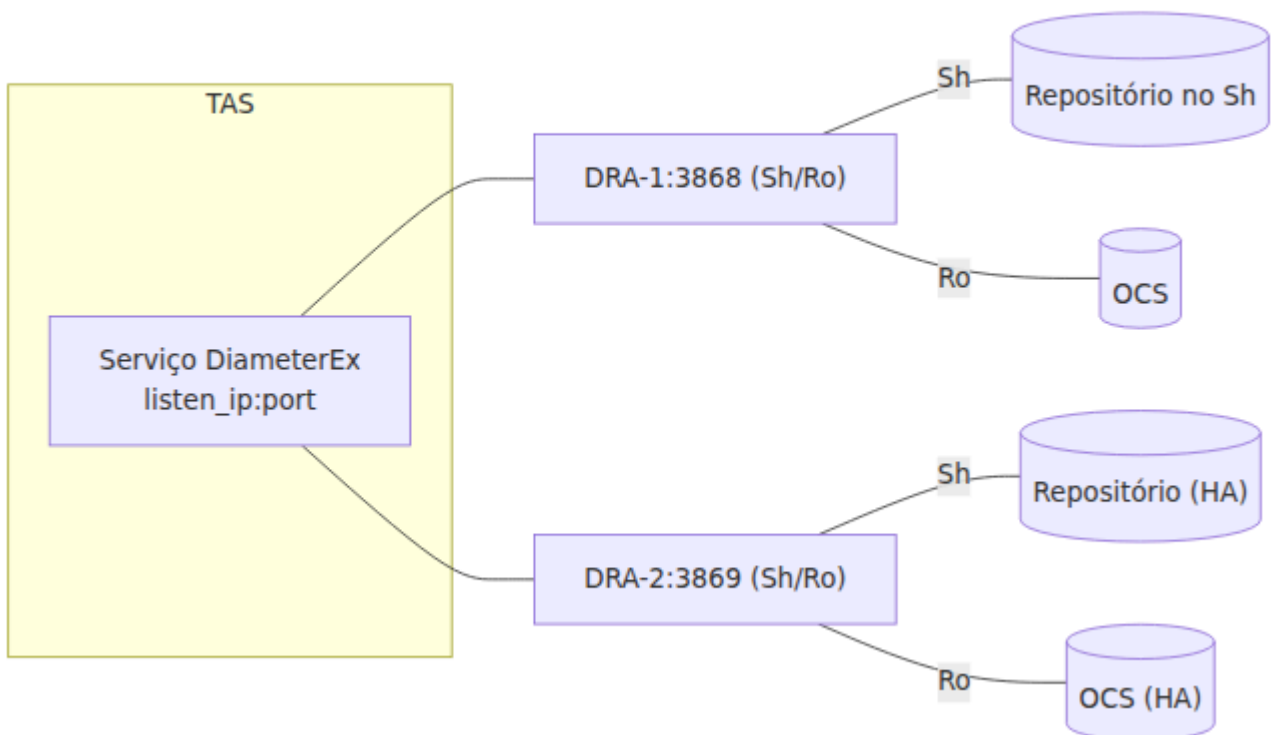 TAS
Serviço DiameterEx
listen_ip:port
DRA-1:3868 (Sh/Ro)
Sh
Repositório no Sh
Ro
OCS
DRA-2:3869 (Sh/Ro)
Sh
Repositório (HA)
Ro
OCS (HA)